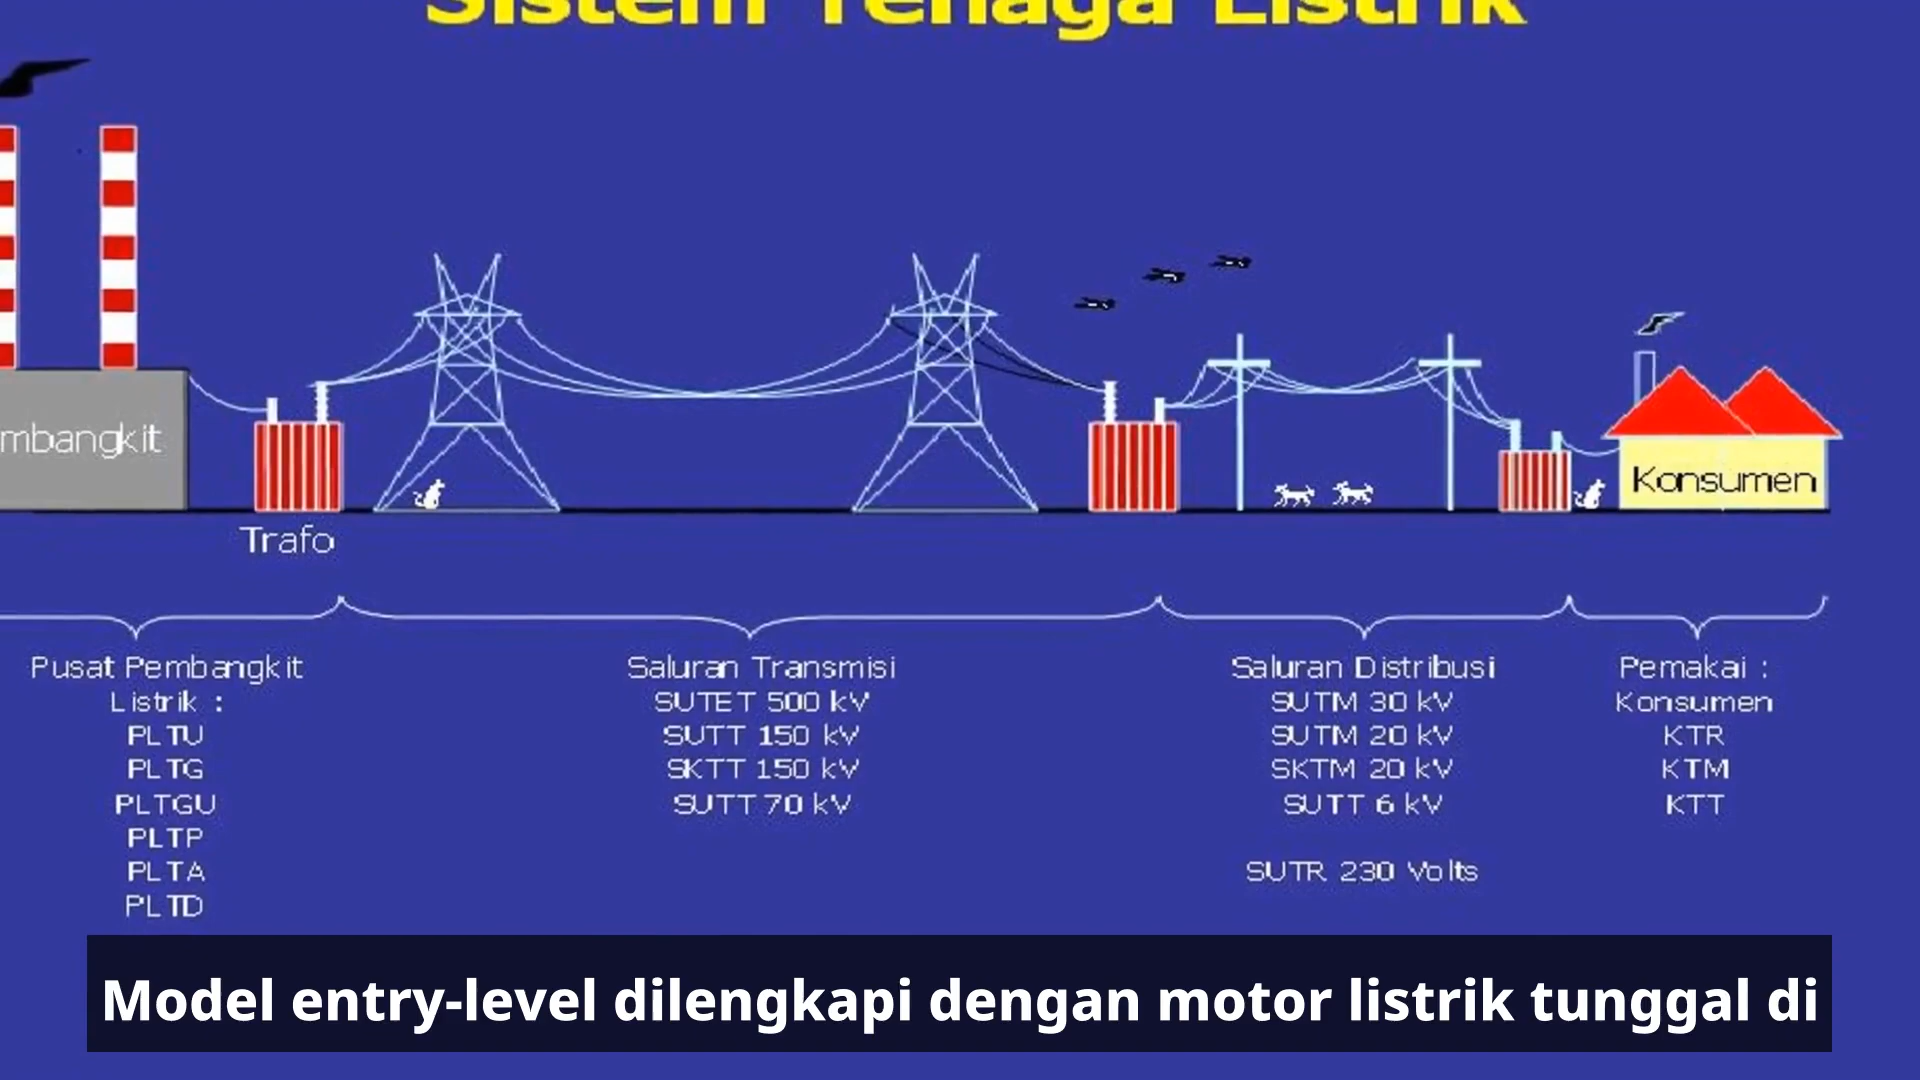 Sistem Tenaga Listrik
mbangkit
Konsumen
Trafo
Pusat Pembangkit
Listrik :
PLTU
PLTG
PLTGU
PLTP
PLTA
PLTD
Saluran Transmisi
SUTET 500 kV
SUTT 150 kV
SKTT 150 kV
SUTT 70 kV
Saluran Distribusi
SUTM 30 kV
SUTM 20 kV
SKTM 20 kV
SUTT 6 kV
SUTR 230 Volts
Pemakai :
Konsumen
KTR
KTM
KTT
Model entry-level dilengkapi dengan motor listrik tunggal di